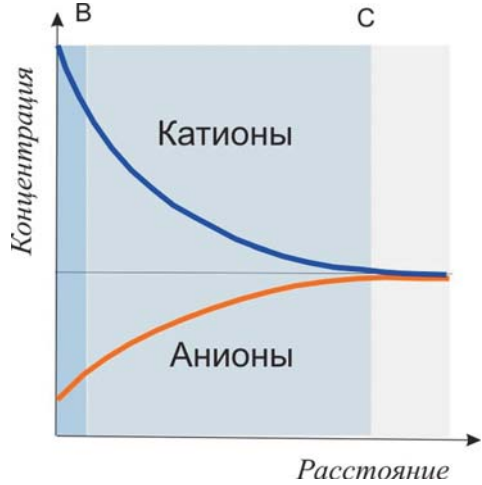 В С
Концентрация
Катионы
Анионы
Расстояние